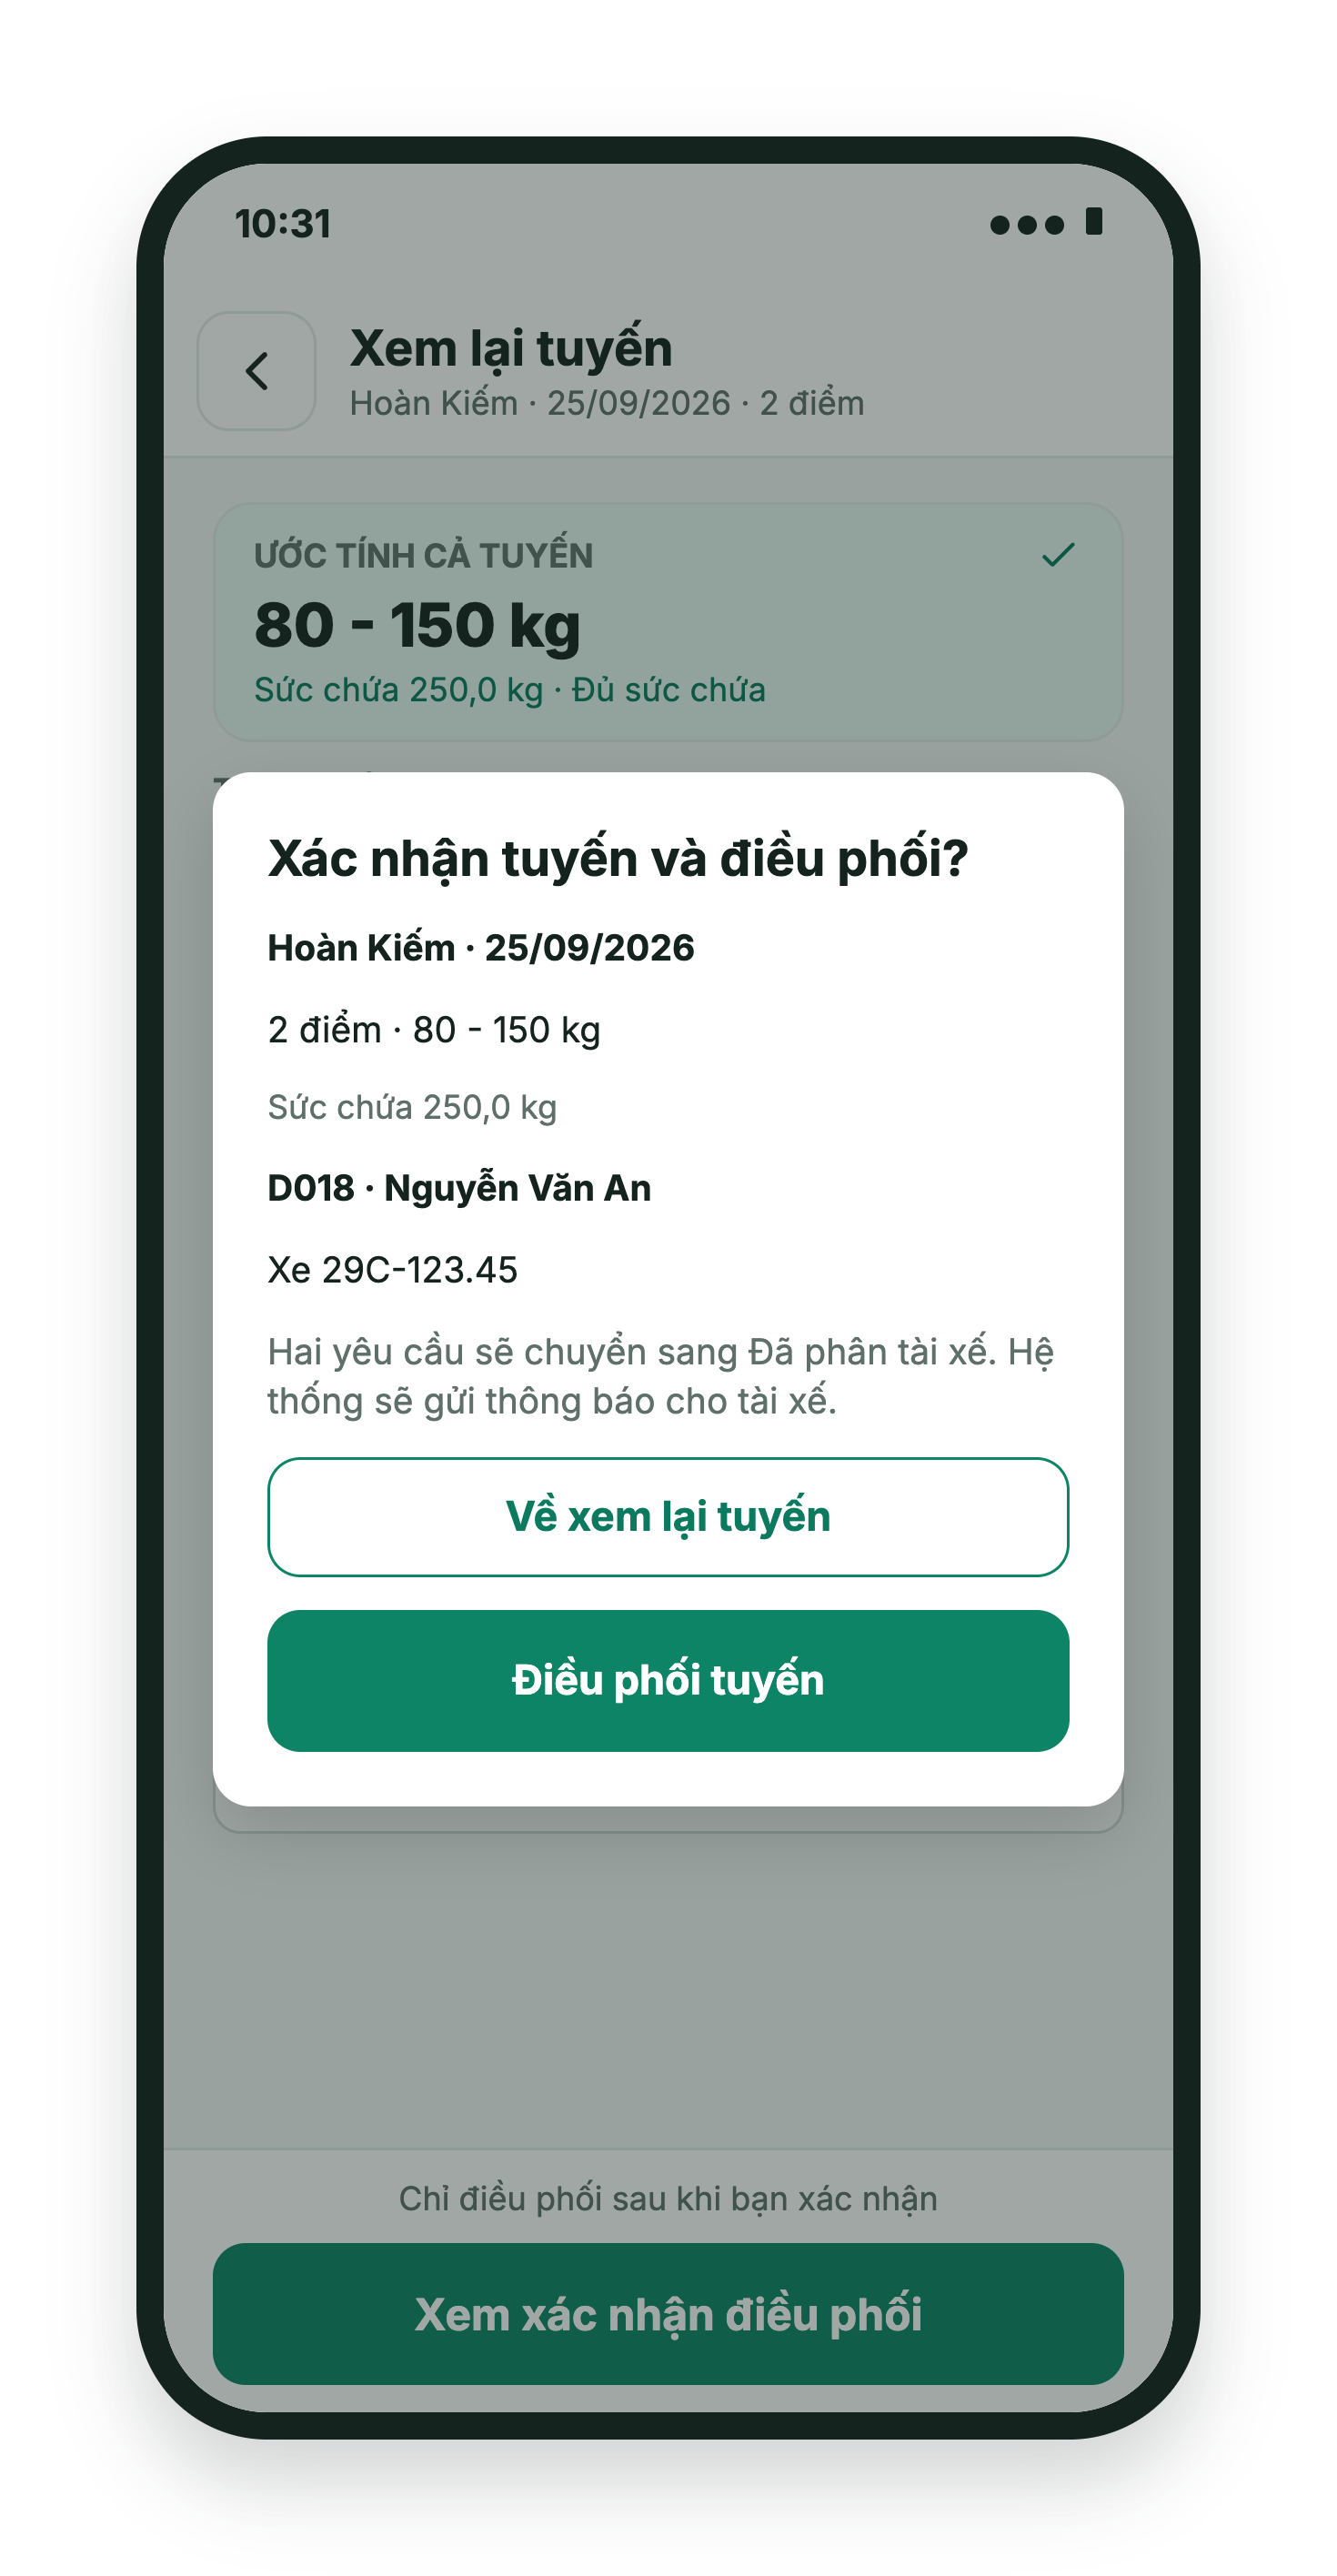 10:31
Xem lại tuyến
Hoàn Kiếm · 25/09/2026 · 2 điểm
ƯỚC TÍNH CẢ TUYẾN
80 - 150 kg
Sức chứa 250,0 kg · Đủ sức chứa
Xác nhận tuyến và điều phối?
Hoàn Kiếm · 25/09/2026
2 điểm · 80 - 150 kg
Sức chứa 250,0 kg
D018 · Nguyễn Văn An
Xe 29C-123.45
Hai yêu cầu sẽ chuyển sang Đã phân tài xế. Hệ
thống sẽ gửi thông báo cho tài xế.
Về xem lại tuyến
Điều phối tuyến
Chỉ điều phối sau khi bạn xác nhận
Xem xác nhận điều phối